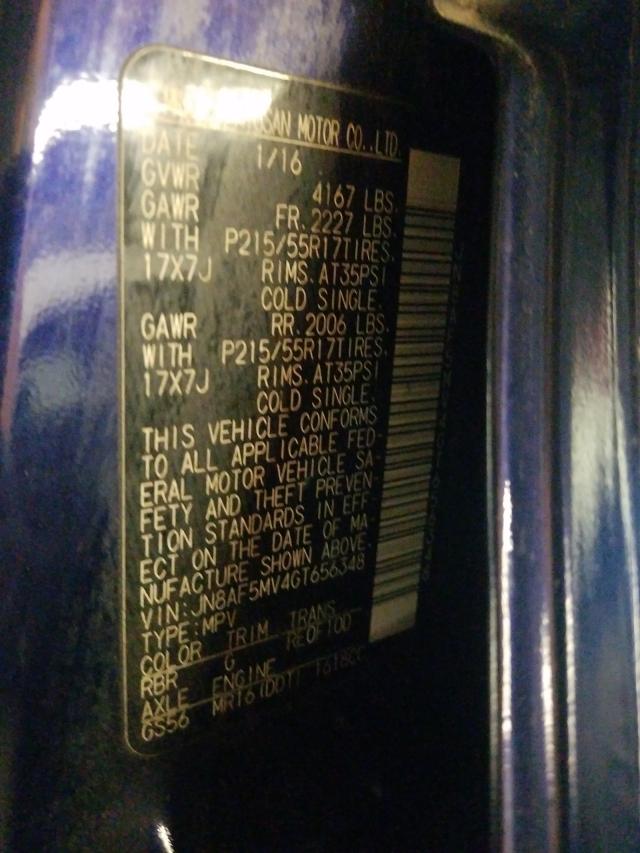 MOTOR CO.,LTD.
DATE 1/16
GVWR 4167 LBS.
GAWR FR. 2227 LBS.
WITH P215/55R17TIRES.
17X7J RIMS.AT35PSI
COLD SINGLE.
GAWR RR. 2006 LBS.
WITH P215/55R17TIRES.
17X7J RIMS.AT35PSI
COLD SINGLE.
THIS VEHICLE CONFORMS
TO ALL APPLICABLE FED-
ERAL MOTOR VEHICLE SA-
FETY AND THEFT PREVEN-
TION STANDARDS IN EFF-
ECT ON THE DATE OF MA-
NUFACTURE SHOWN ABOVE.
VIN:JN8AF5MV4GT656348
TYPE:MPV
COLOR TRIM TRANS
RBR G
AXLE ENGINE
GS56 MR16(DDT) 1618CC